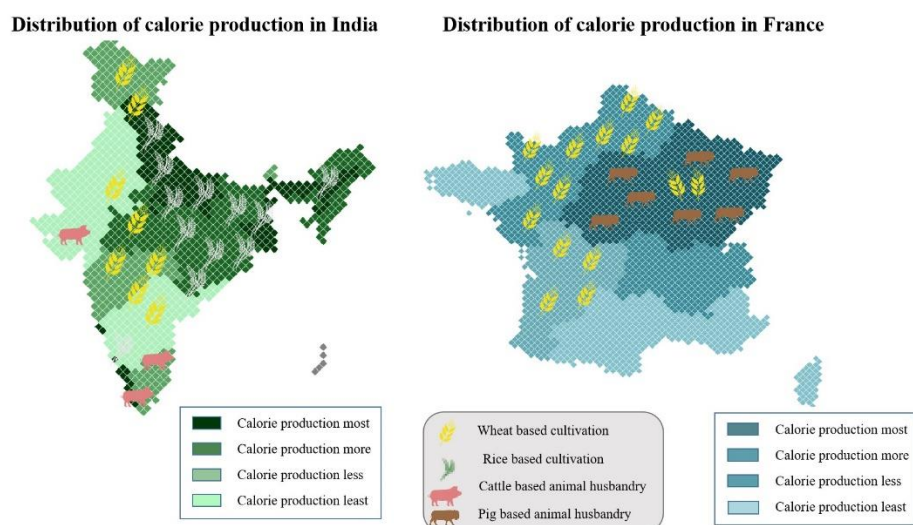 Distribution of calorie production in India
Distribution of calorie production in France
Calorie production most
Calorie production more
Calorie production less
Calorie production least
Wheat based cultivation
Rice based cultivation
Cattle based animal husbandry
Pig based animal husbandry
Calorie production most
Calorie production more
Calorie production less
Calorie production least